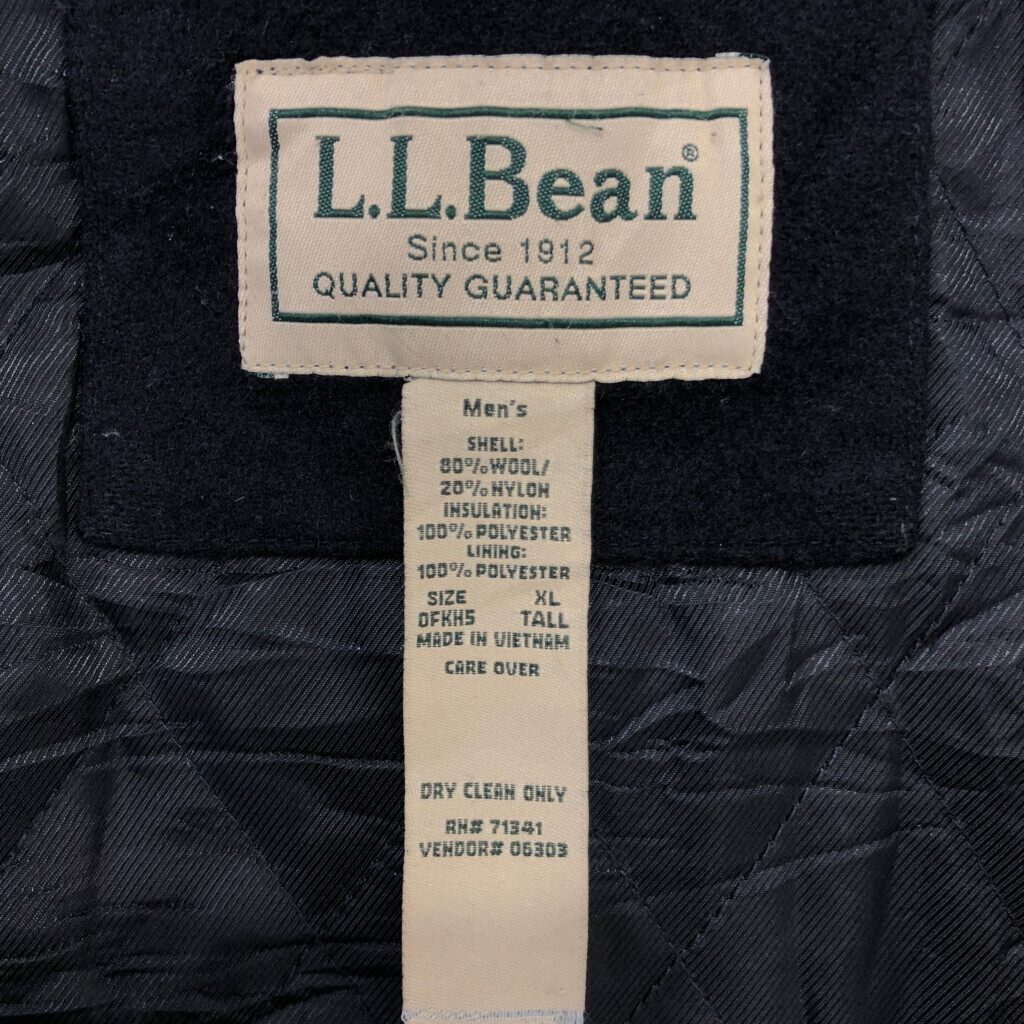 L.L.Bean®
Since 1912
QUALITY GUARANTEED
Men's
SHELL:
80% WOOL/
20% NYLON
INSULATION:
100% POLYESTER
LINING:
100% POLYESTER
SIZE XL
OFKH5 TALL
MADE IN VIETNAM
CARE OVER
DRY CLEAN ONLY
RN# 71341
VENDOR# 06303